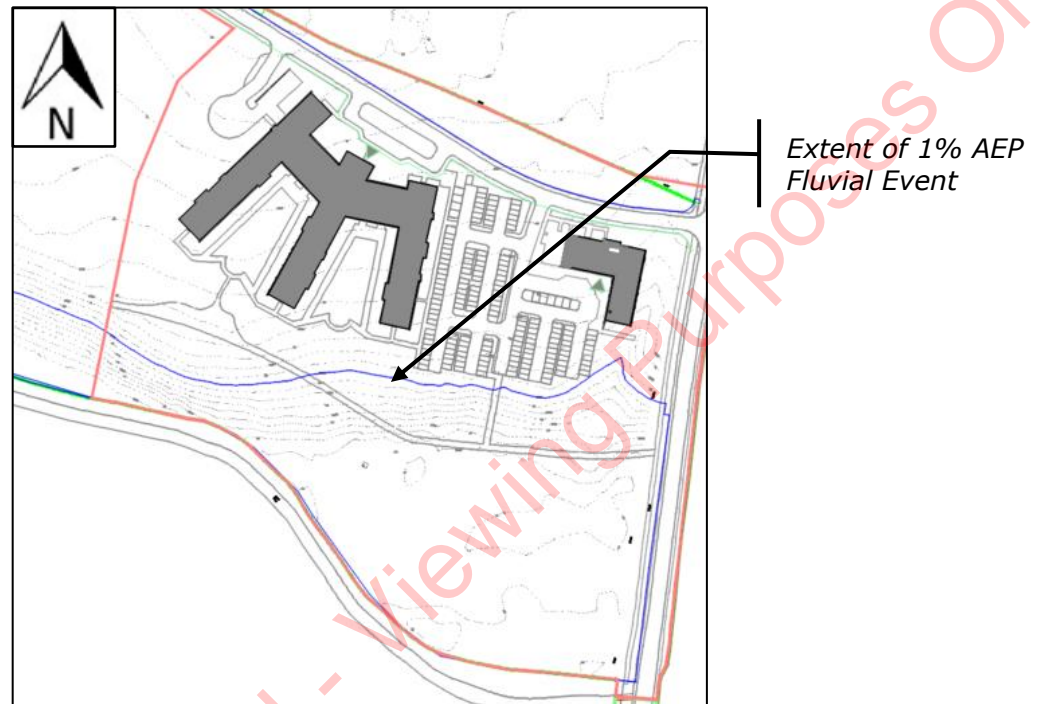 N
Extent of 1% AEP
Fluvial Event
- Viewing Purposes